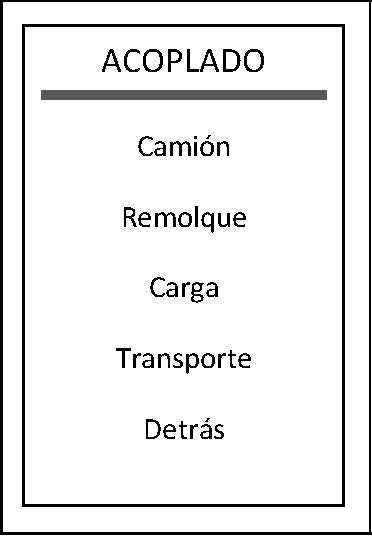 ACOPLADO
Camión
Remolque
Carga
Transporte
Detrás